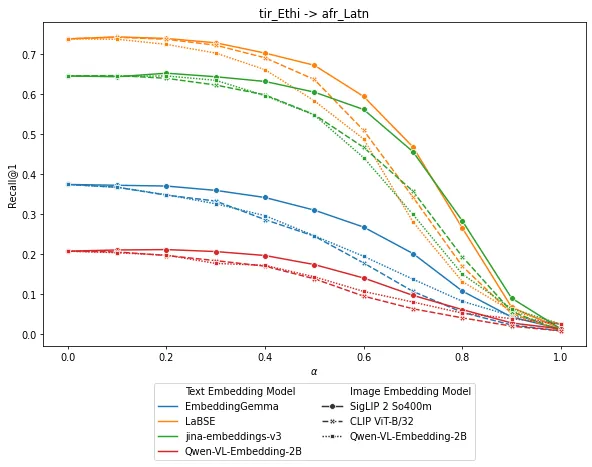 tir_Ethi -> afr_Latn
Recall@1
0.7
0.6
0.5
0.4
0.3
0.2
0.1
0.0
0.0 0.2 0.4 0.6 0.8 1.0
α
Text Embedding Model
EmbeddingGemma
LaBSE
jina-embeddings-v3
Qwen-VL-Embedding-2B
Image Embedding Model
SigLIP 2 So400m
CLIP ViT-B/32
Qwen-VL-Embedding-2B